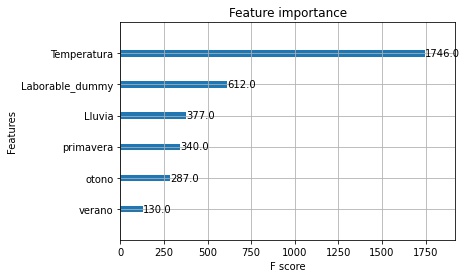 Feature importance
Features
Temperatura 1746.0
Laborable_dummy 612.0
Lluvia 377.0
primavera 340.0
otono 287.0
verano 130.0
0 250 500 750 1000 1250 1500 1750
F score